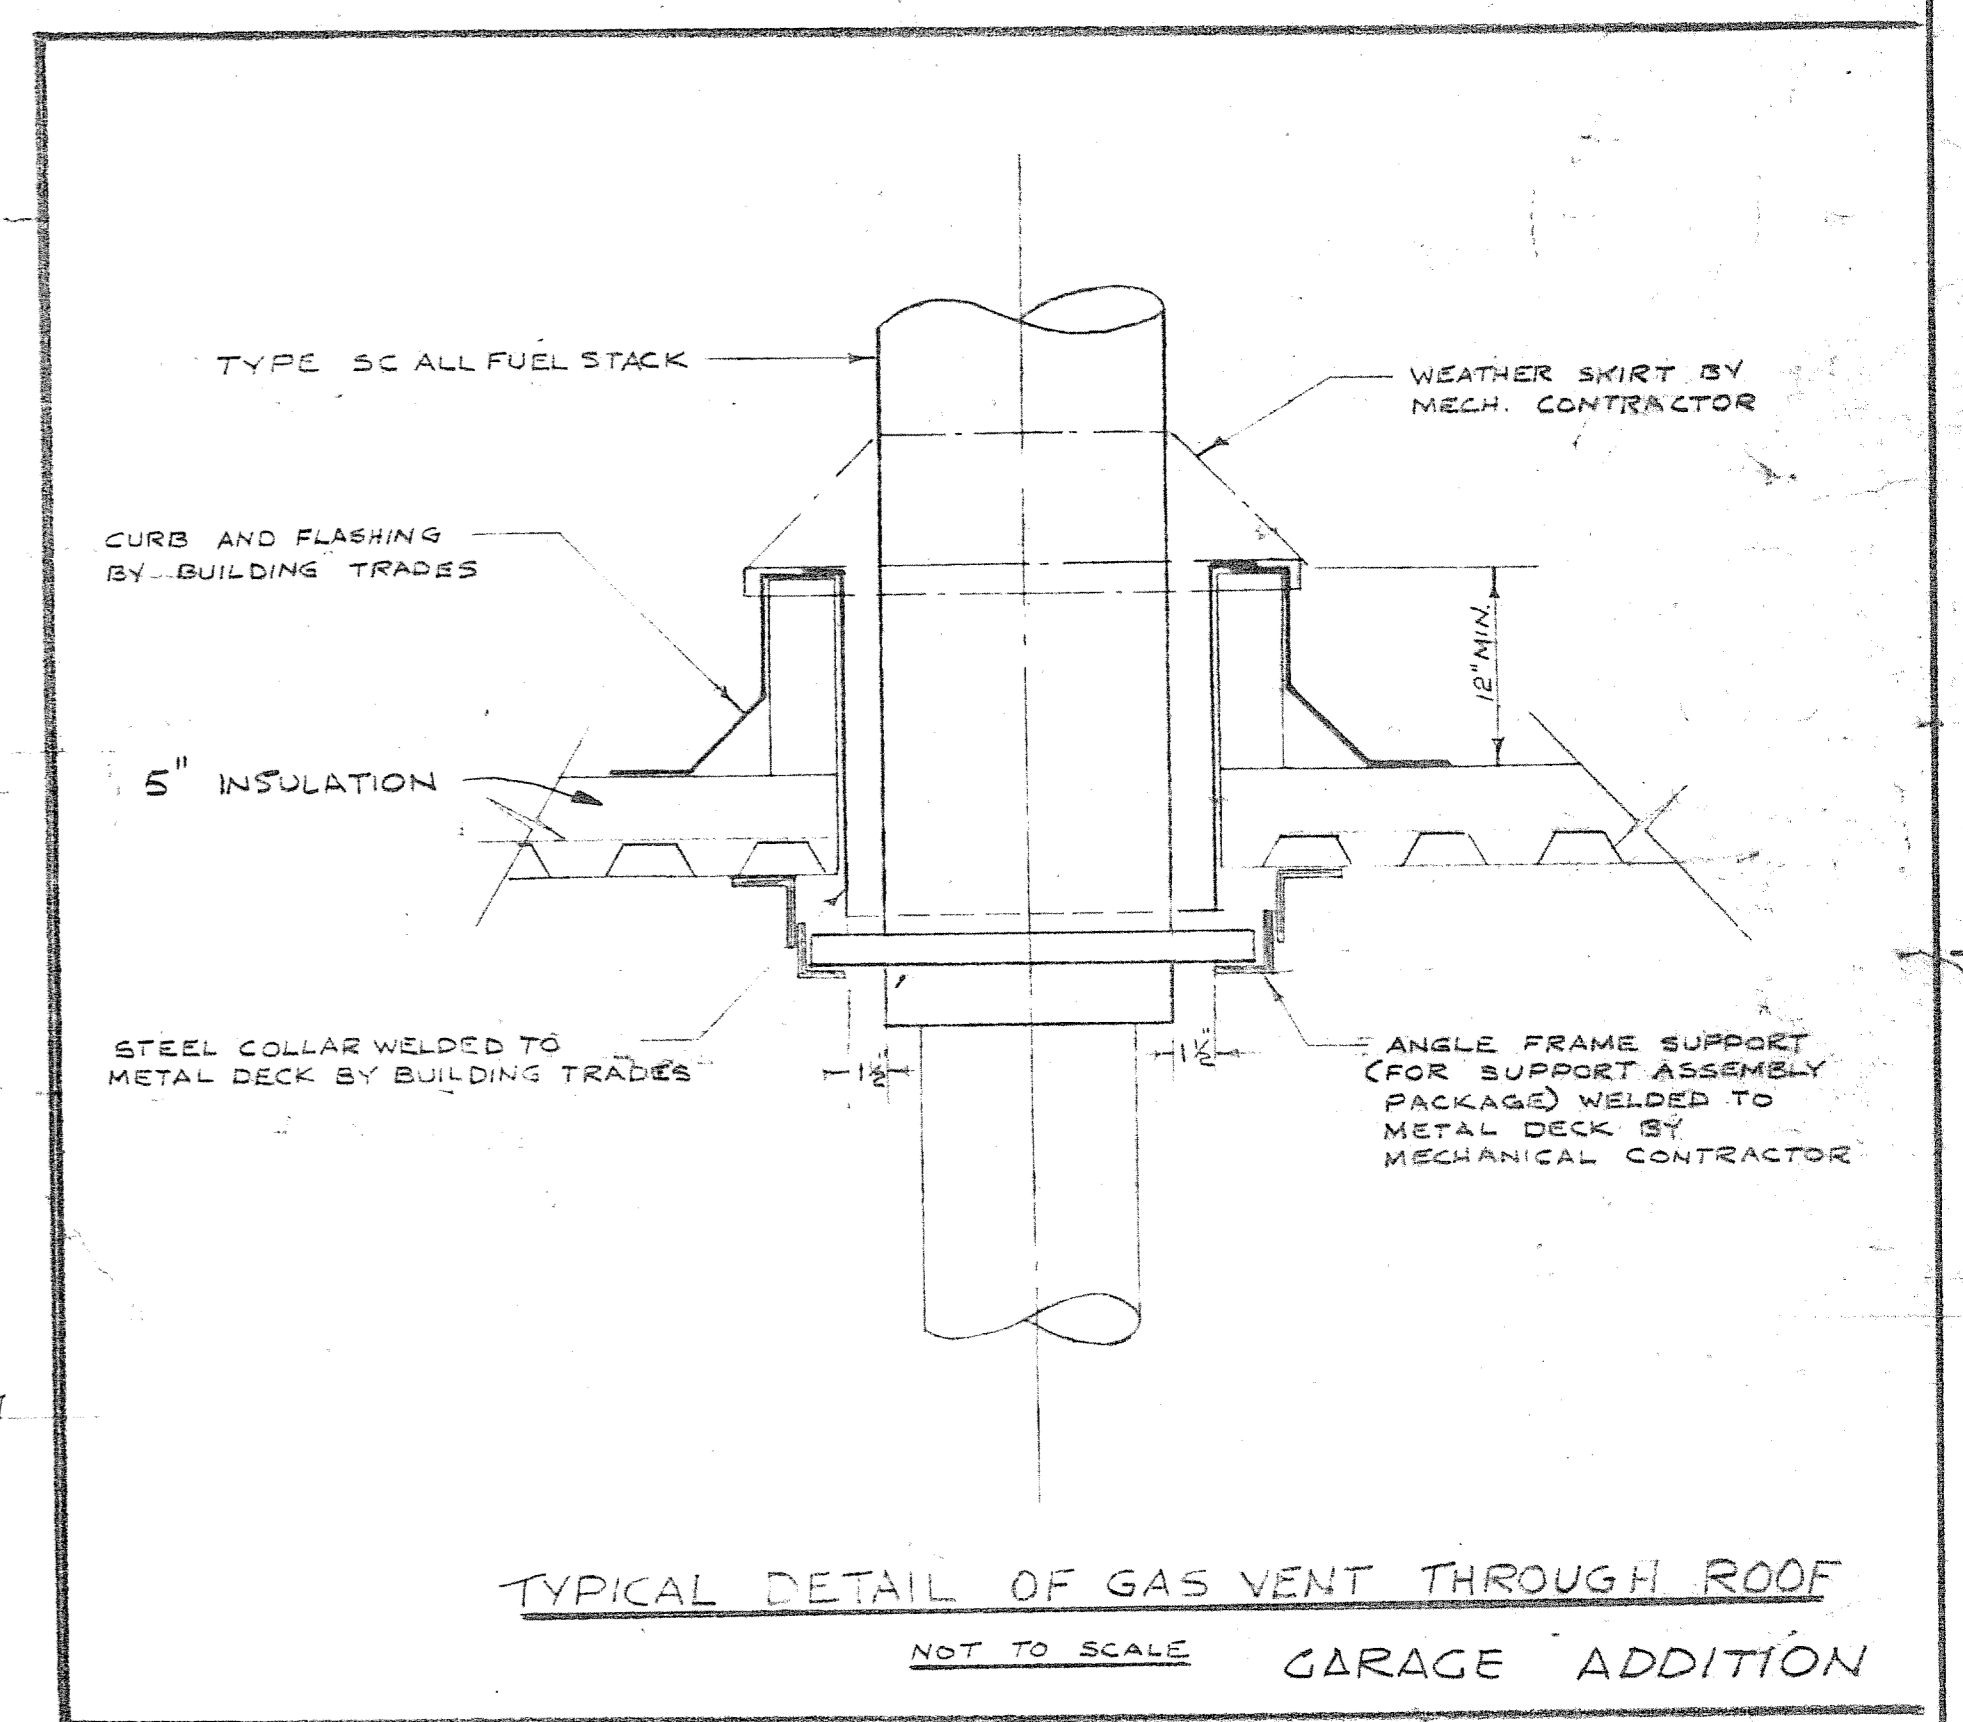 TYPE SC ALL FUEL STACK
WEATHER SKIRT BY
MECH. CONTRACTOR
CURB AND FLASHING
BY BUILDING TRADES
12" MIN.
5" INSULATION
STEEL COLLAR WELDED TO
METAL DECK BY BUILDING TRADES
1½"
1½"
ANGLE FRAME SUPPORT
(FOR SUPPORT ASSEMBLY
PACKAGE) WELDED TO
METAL DECK BY
MECHANICAL CONTRACTOR
TYPICAL DETAIL OF GAS VENT THROUGH ROOF
NOT TO SCALE
GARAGE ADDITION